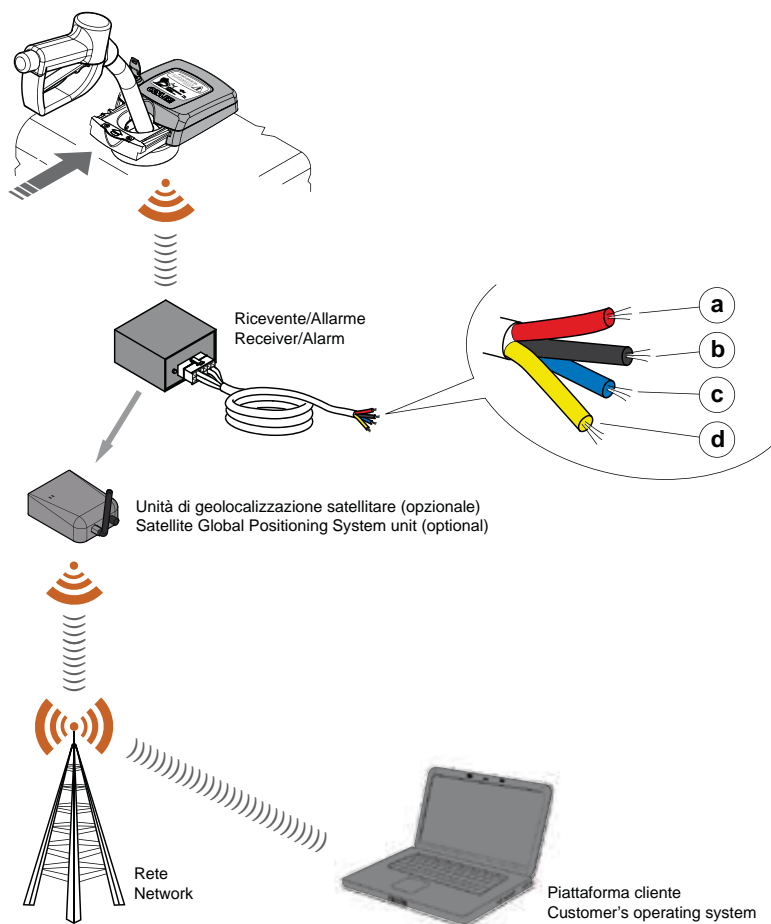 Ricevente/Allarme
Receiver/Alarm
a
b
c
d
Unità di geolocalizzazione satellitare (opzionale)
Satellite Global Positioning System unit (optional)
Rete
Network
Piattaforma cliente
Customer's operating system